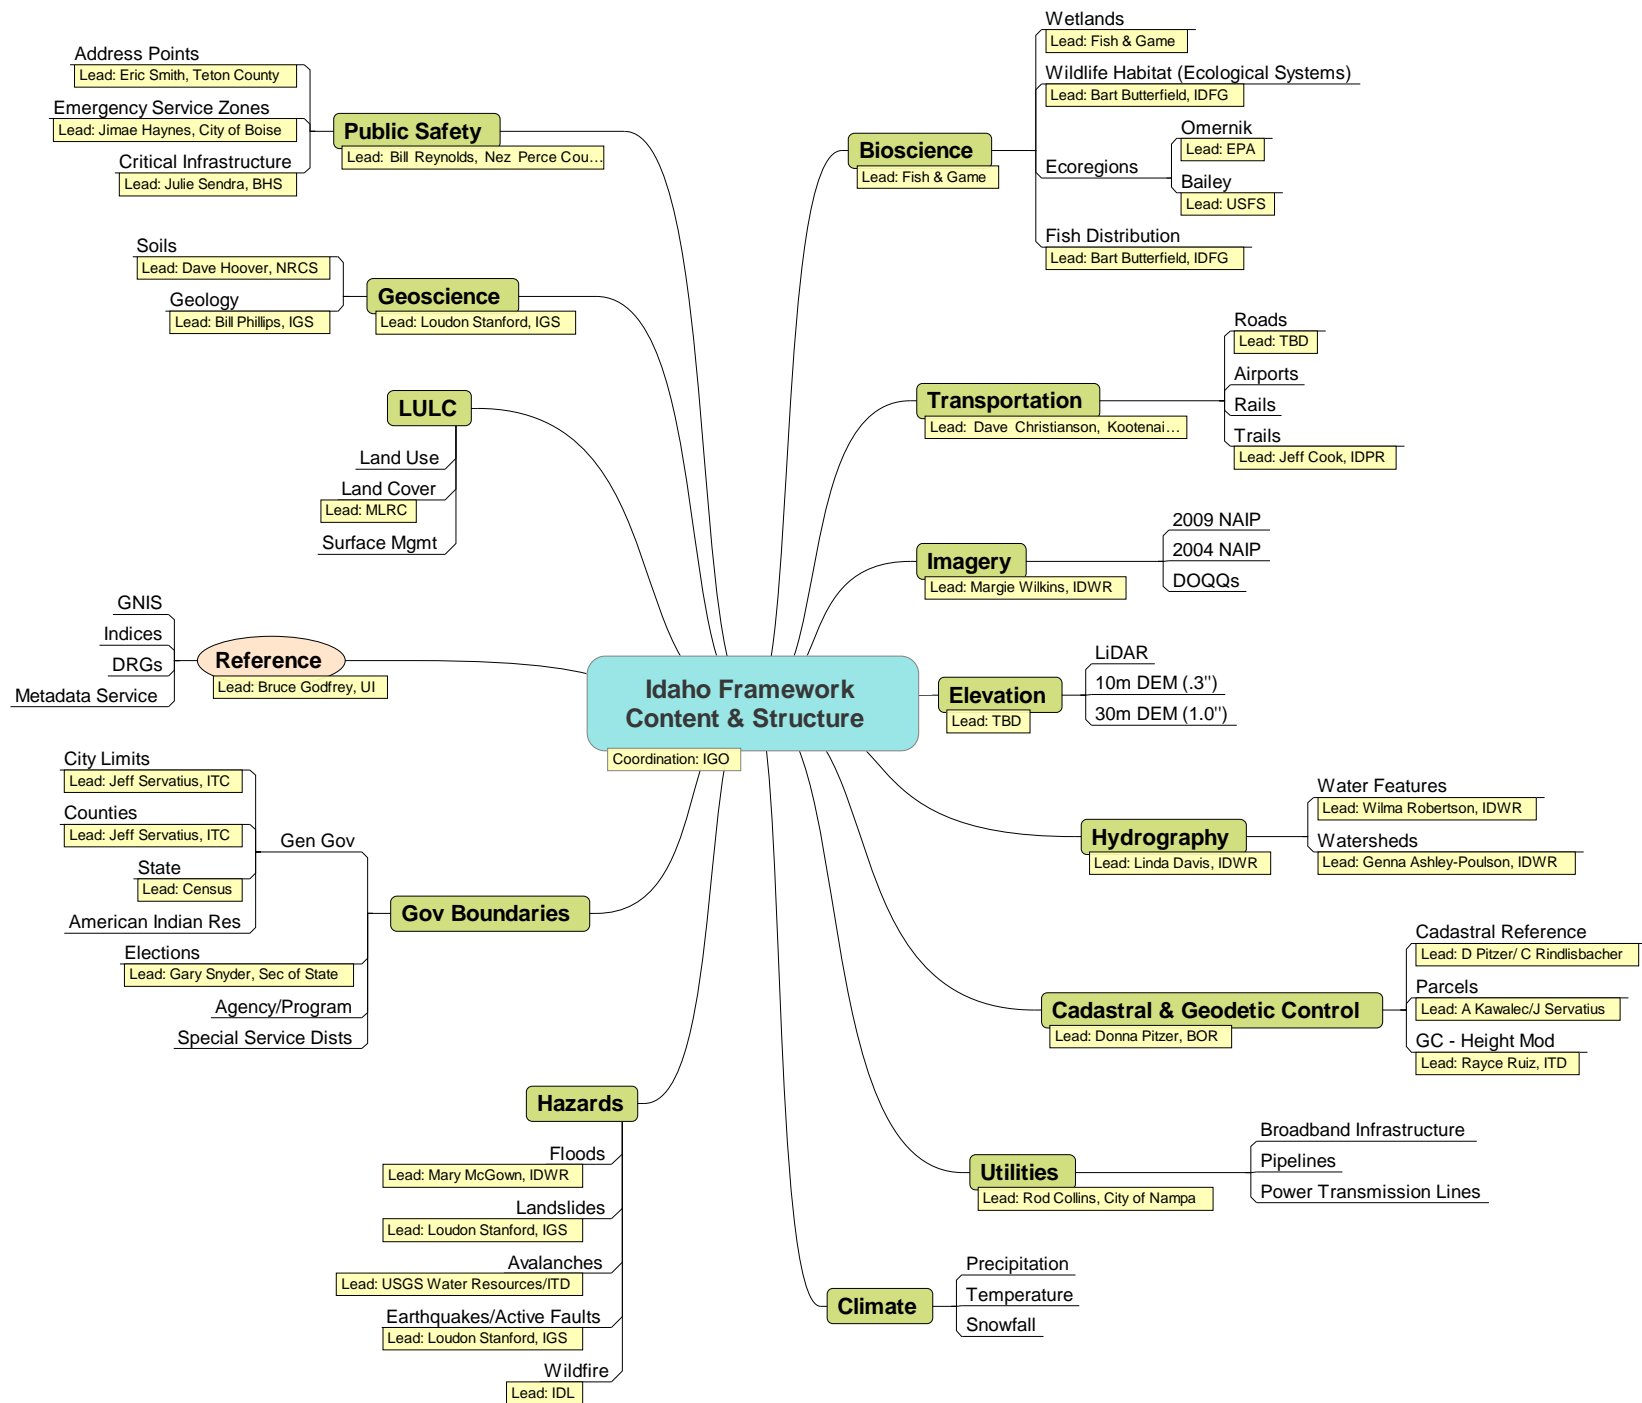 Idaho Framework
Content & Structure
Coordination: IGO
Public Safety
Lead: Bill Reynolds, Nez Perce Cou...
Address Points
Lead: Eric Smith, Teton County
Emergency Service Zones
Lead: Jimae Haynes, City of Boise
Critical Infrastructure
Lead: Julie Sendra, BHS
Geoscience
Lead: Loudon Stanford, IGS
Soils
Lead: Dave Hoover, NRCS
Geology
Lead: Bill Phillips, IGS
LULC
Land Use
Land Cover
Lead: MLRC
Surface Mgmt
Reference
Lead: Bruce Godfrey, UI
GNIS
Indices
DRGs
Metadata Service
Gov Boundaries
Gen Gov
City Limits
Lead: Jeff Servatius, ITC
Counties
Lead: Jeff Servatius, ITC
State
Lead: Census
American Indian Res
Elections
Lead: Gary Snyder, Sec of State
Agency/Program
Special Service Dists
Hazards
Floods
Lead: Mary McGown, IDWR
Landslides
Lead: Loudon Stanford, IGS
Avalanches
Lead: USGS Water Resources/ITD
Earthquakes/Active Faults
Lead: Loudon Stanford, IGS
Wildfire
Lead: IDL
Bioscience
Lead: Fish & Game
Wetlands
Lead: Fish & Game
Wildlife Habitat (Ecological Systems)
Lead: Bart Butterfield, IDFG
Ecoregions
Omernik
Lead: EPA
Bailey
Lead: USFS
Fish Distribution
Lead: Bart Butterfield, IDFG
Transportation
Lead: Dave Christianson, Kootenai...
Roads
Lead: TBD
Airports
Rails
Trails
Lead: Jeff Cook, IDPR
Imagery
Lead: Margie Wilkins, IDWR
2009 NAIP
2004 NAIP
DOQQs
Elevation
Lead: TBD
LiDAR
10m DEM (.3")
30m DEM (1.0")
Hydrography
Lead: Linda Davis, IDWR
Water Features
Lead: Wilma Robertson, IDWR
Watersheds
Lead: Genna Ashley-Poulson, IDWR
Cadastral & Geodetic Control
Lead: Donna Pitzer, BOR
Cadastral Reference
Lead: D Pitzer/ C Rindlisbacher
Parcels
Lead: A Kawalec/J Servatius
GC - Height Mod
Lead: Rayce Ruiz, ITD
Utilities
Lead: Rod Collins, City of Nampa
Broadband Infrastructure
Pipelines
Power Transmission Lines
Climate
Precipitation
Temperature
Snowfall